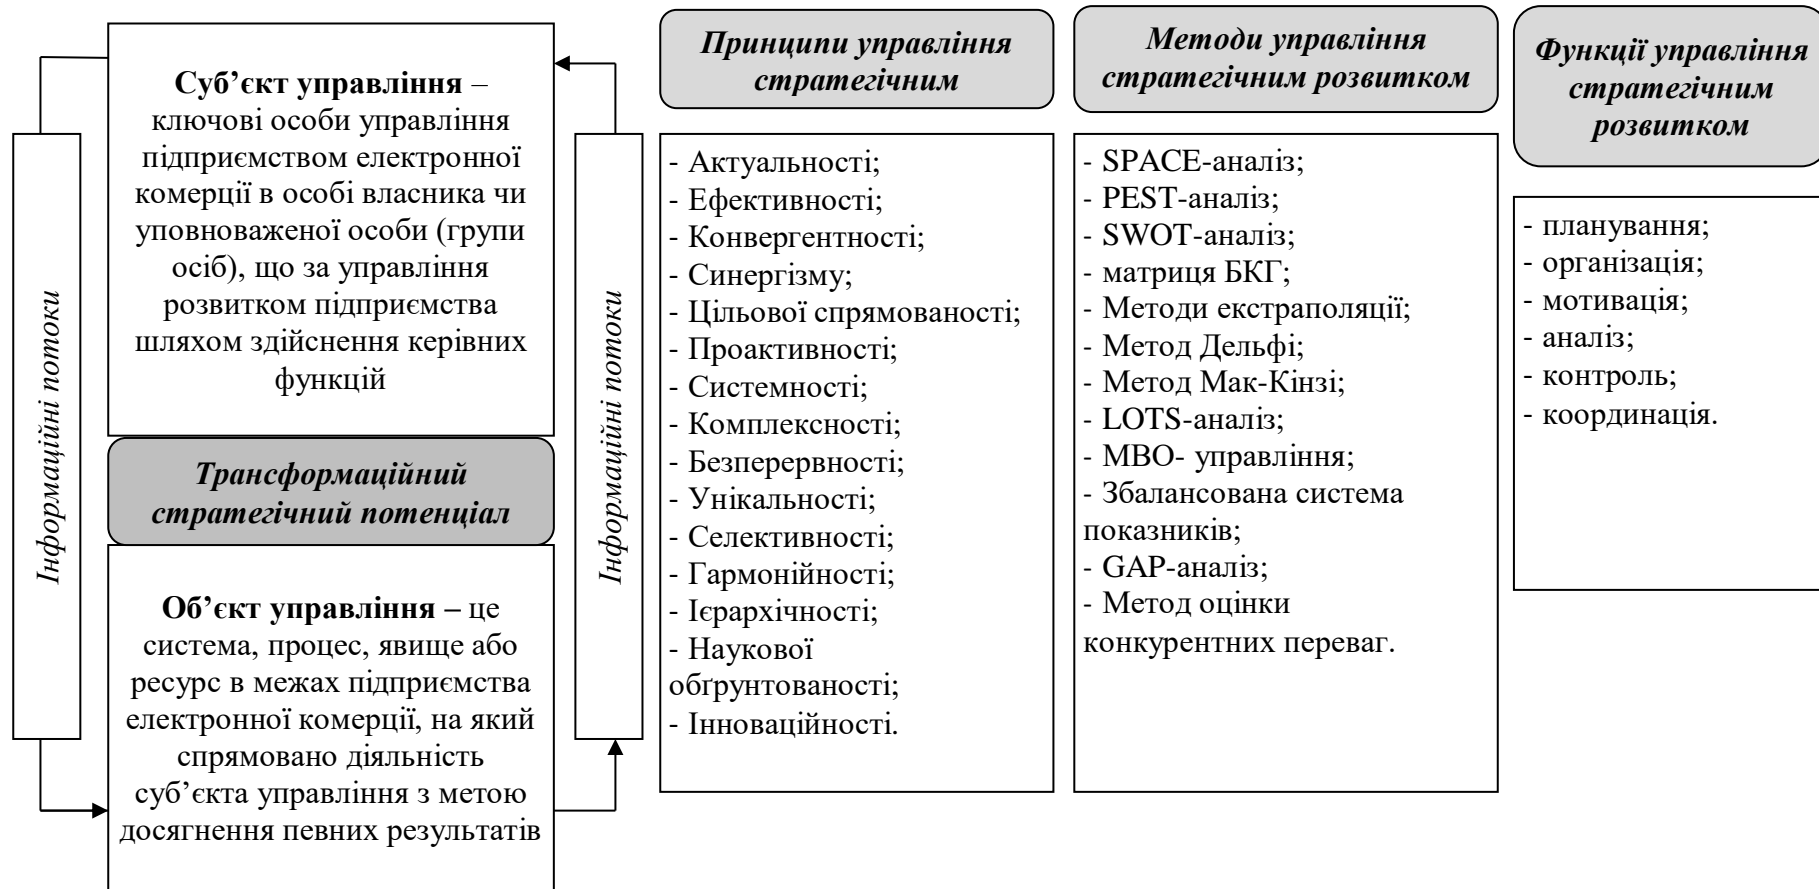 Інформаційні потоки
Суб’єкт управління –
ключові особи управління
підприємством електронної
комерції в особі власника чи
уповноваженої особи (групи
осіб), що за управління
розвитком підприємства
шляхом здійснення керівних
функцій
Трансформаційний
стратегічний потенціал
Об’єкт управління – це
система, процес, явище або
ресурс в межах підприємства
електронної комерції, на який
спрямовано діяльність
суб’єкта управління з метою
досягнення певних результатів
Інформаційні потоки
Принципи управління
стратегічним
- Актуальності;
- Ефективності;
- Конвергентності;
- Синергізму;
- Цільової спрямованості;
- Проактивності;
- Системності;
- Комплексності;
- Безперервності;
- Унікальності;
- Селективності;
- Гармонійності;
- Ієрархічності;
- Наукової
обґрунтованості;
- Інноваційності.
Методи управління
стратегічним розвитком
- SPACE-аналіз;
- PEST-аналіз;
- SWOT-аналіз;
- матриця БКГ;
- Методи екстраполяції;
- Метод Дельфі;
- Метод Мак-Кінзі;
- LOTS-аналіз;
- МВО- управління;
- Збалансована система
показників;
- GAP-аналіз;
- Метод оцінки
конкурентних переваг.
Функції управління
стратегічним
розвитком
- планування;
- організація;
- мотивація;
- аналіз;
- контроль;
- координація.